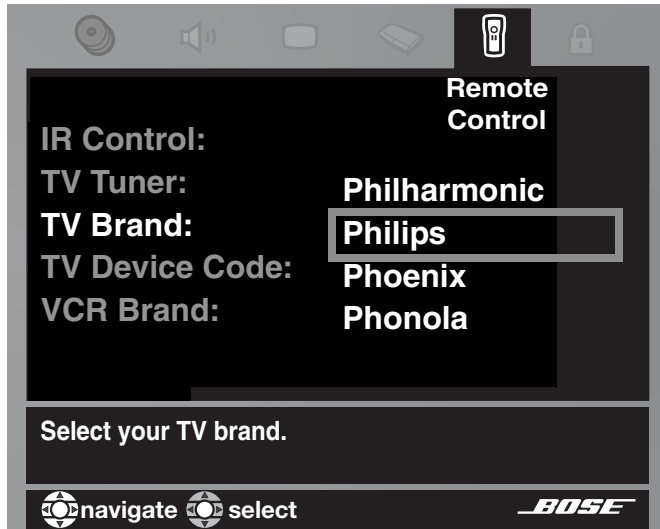 Remote
Control
IR Control:
TV Tuner:
TV Brand:
TV Device Code:
VCR Brand:
Philharmonic
Philips
Phoenix
Phonola
Select your TV brand.
navigate select
BOSE